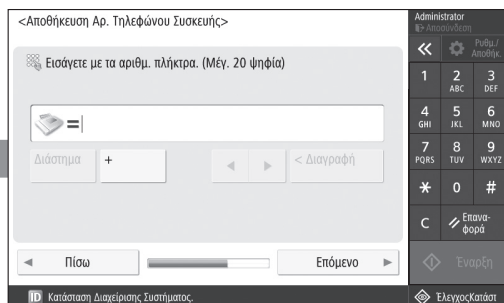 <Αποθήκευση Αρ. Τηλεφώνου Συσκευής>
Εισάγετε με τα αριθμ. πλήκτρα. (Μέγ. 20 ψηφία)
=
Διάστημα
+
◀
▶
< Διαγραφή
◀ Πίσω
Επόμενο ▶
ID Κατάσταση Διαχείρισης Συστήματος.
Administrator
Αποσύνδεση
Ρυθμ./
Αποθήκ.
1 2 3
ABC DEF
4 5 6
GHI JKL MNO
7 8 9
PQRS TUV WXYZ
* 0 #
C Επανα-
φορά
Έναρξη
ΕλεγχοςΚατάστ